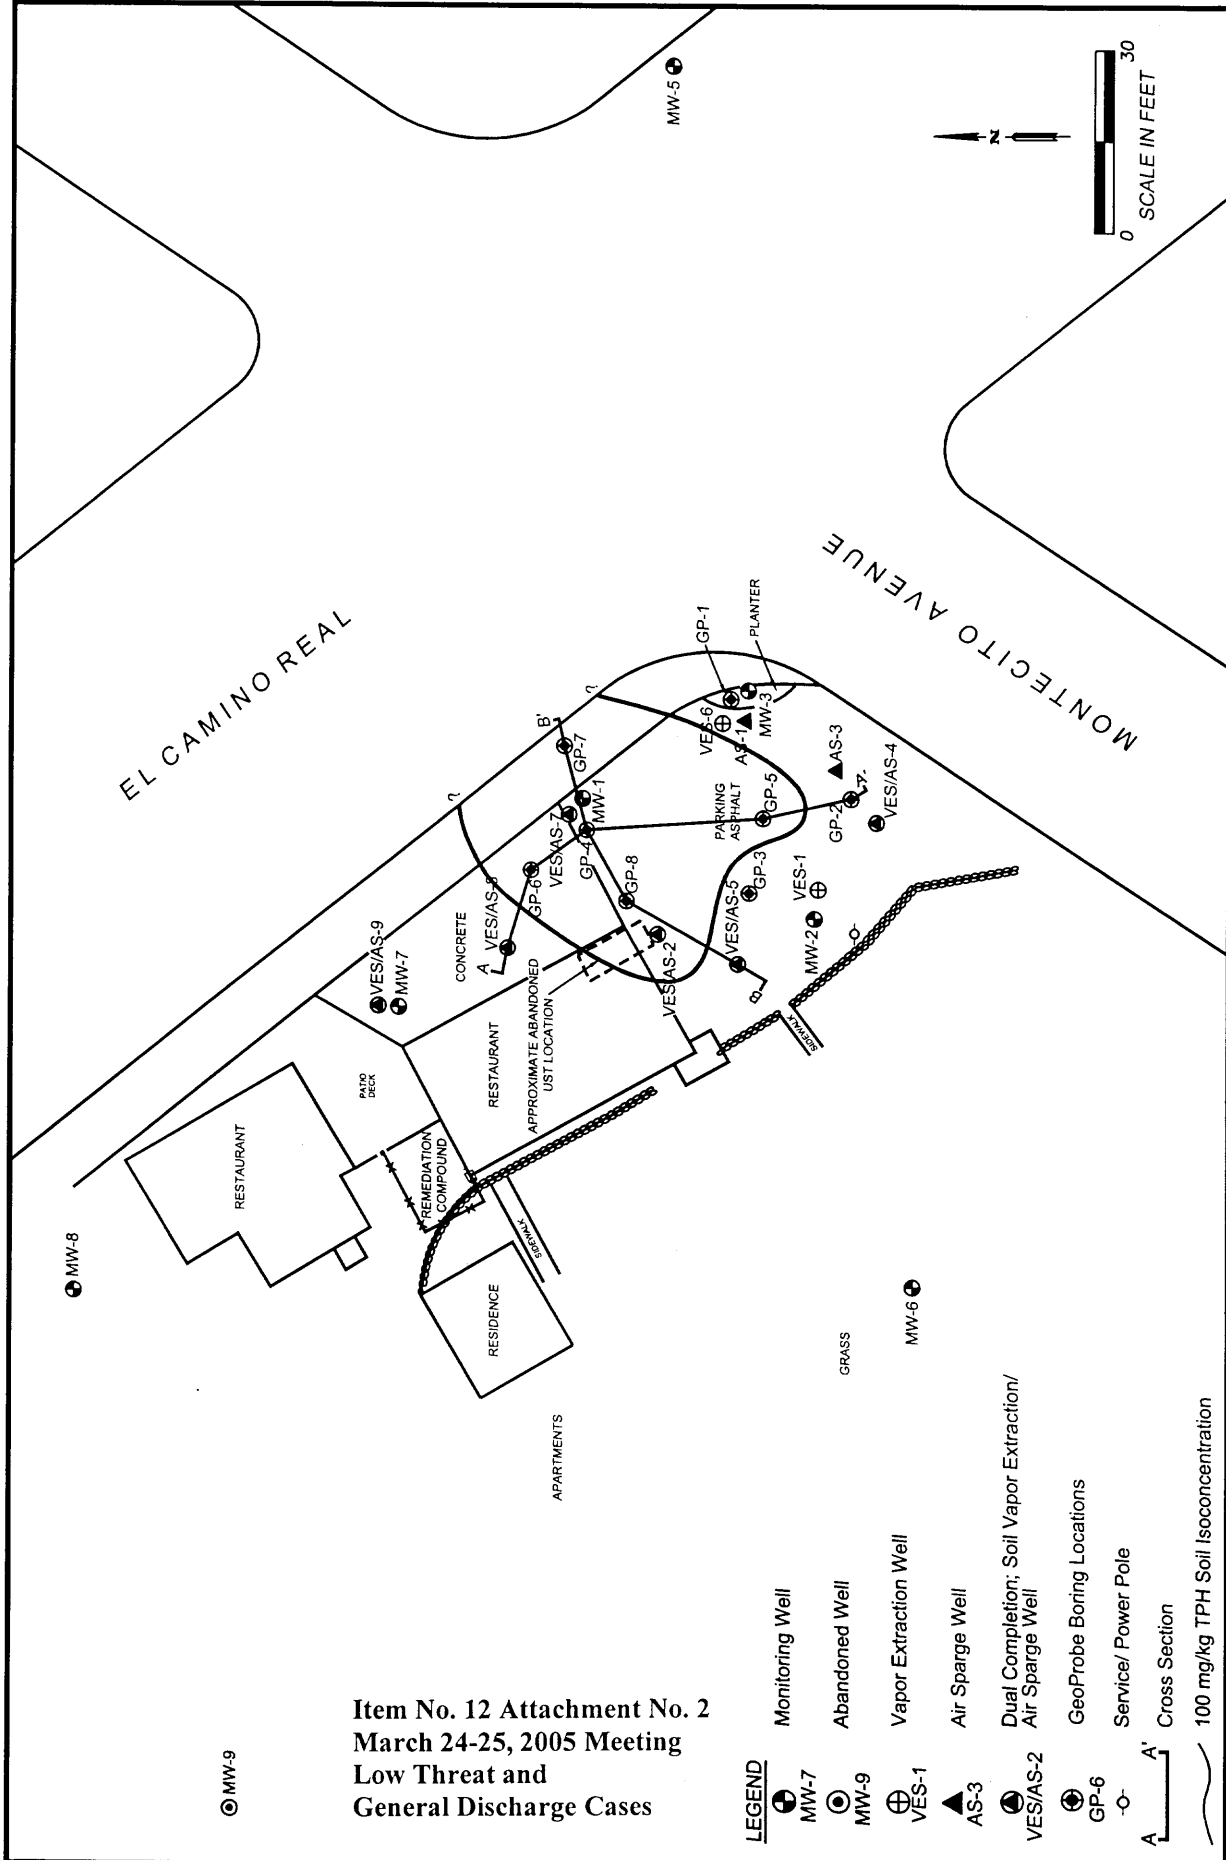 MW-5
N
0
30
SCALE IN FEET
EL CAMINO REAL
MONTECITO AVENUE
GP-1
PLANTER
VES-6
AS-1
MW-3
AS-3
VES/AS-4
GP-2
A'
B'
GP-7
MW-1
VES/AS-7
GP-4
PARKING
ASPHALT
GP-5
GP-6
GP-8
GP-3
VES-1
VES/AS-5
MW-2
VES/AS-8
A
CONCRETE
VES/AS-9
MW-7
VES/AS-2
B
SIDEWALK
APPROXIMATE ABANDONED
UST LOCATION
RESTAURANT
PATIO
DECK
RESTAURANT
REMEDIATION
COMPOUND
SIDEWALK
RESIDENCE
MW-8
MW-6
GRASS
APARTMENTS
MW-9
Item No. 12 Attachment No. 2
March 24-25, 2005 Meeting
Low Threat and
General Discharge Cases
LEGEND
MW-7 Monitoring Well
MW-9 Abandoned Well
VES-1 Vapor Extraction Well
AS-3 Air Sparge Well
VES/AS-2 Dual Completion; Soil Vapor Extraction/
Air Sparge Well
GP-6 GeoProbe Boring Locations
Service/ Power Pole
A A' Cross Section
100 mg/kg TPH Soil Isoconcentration